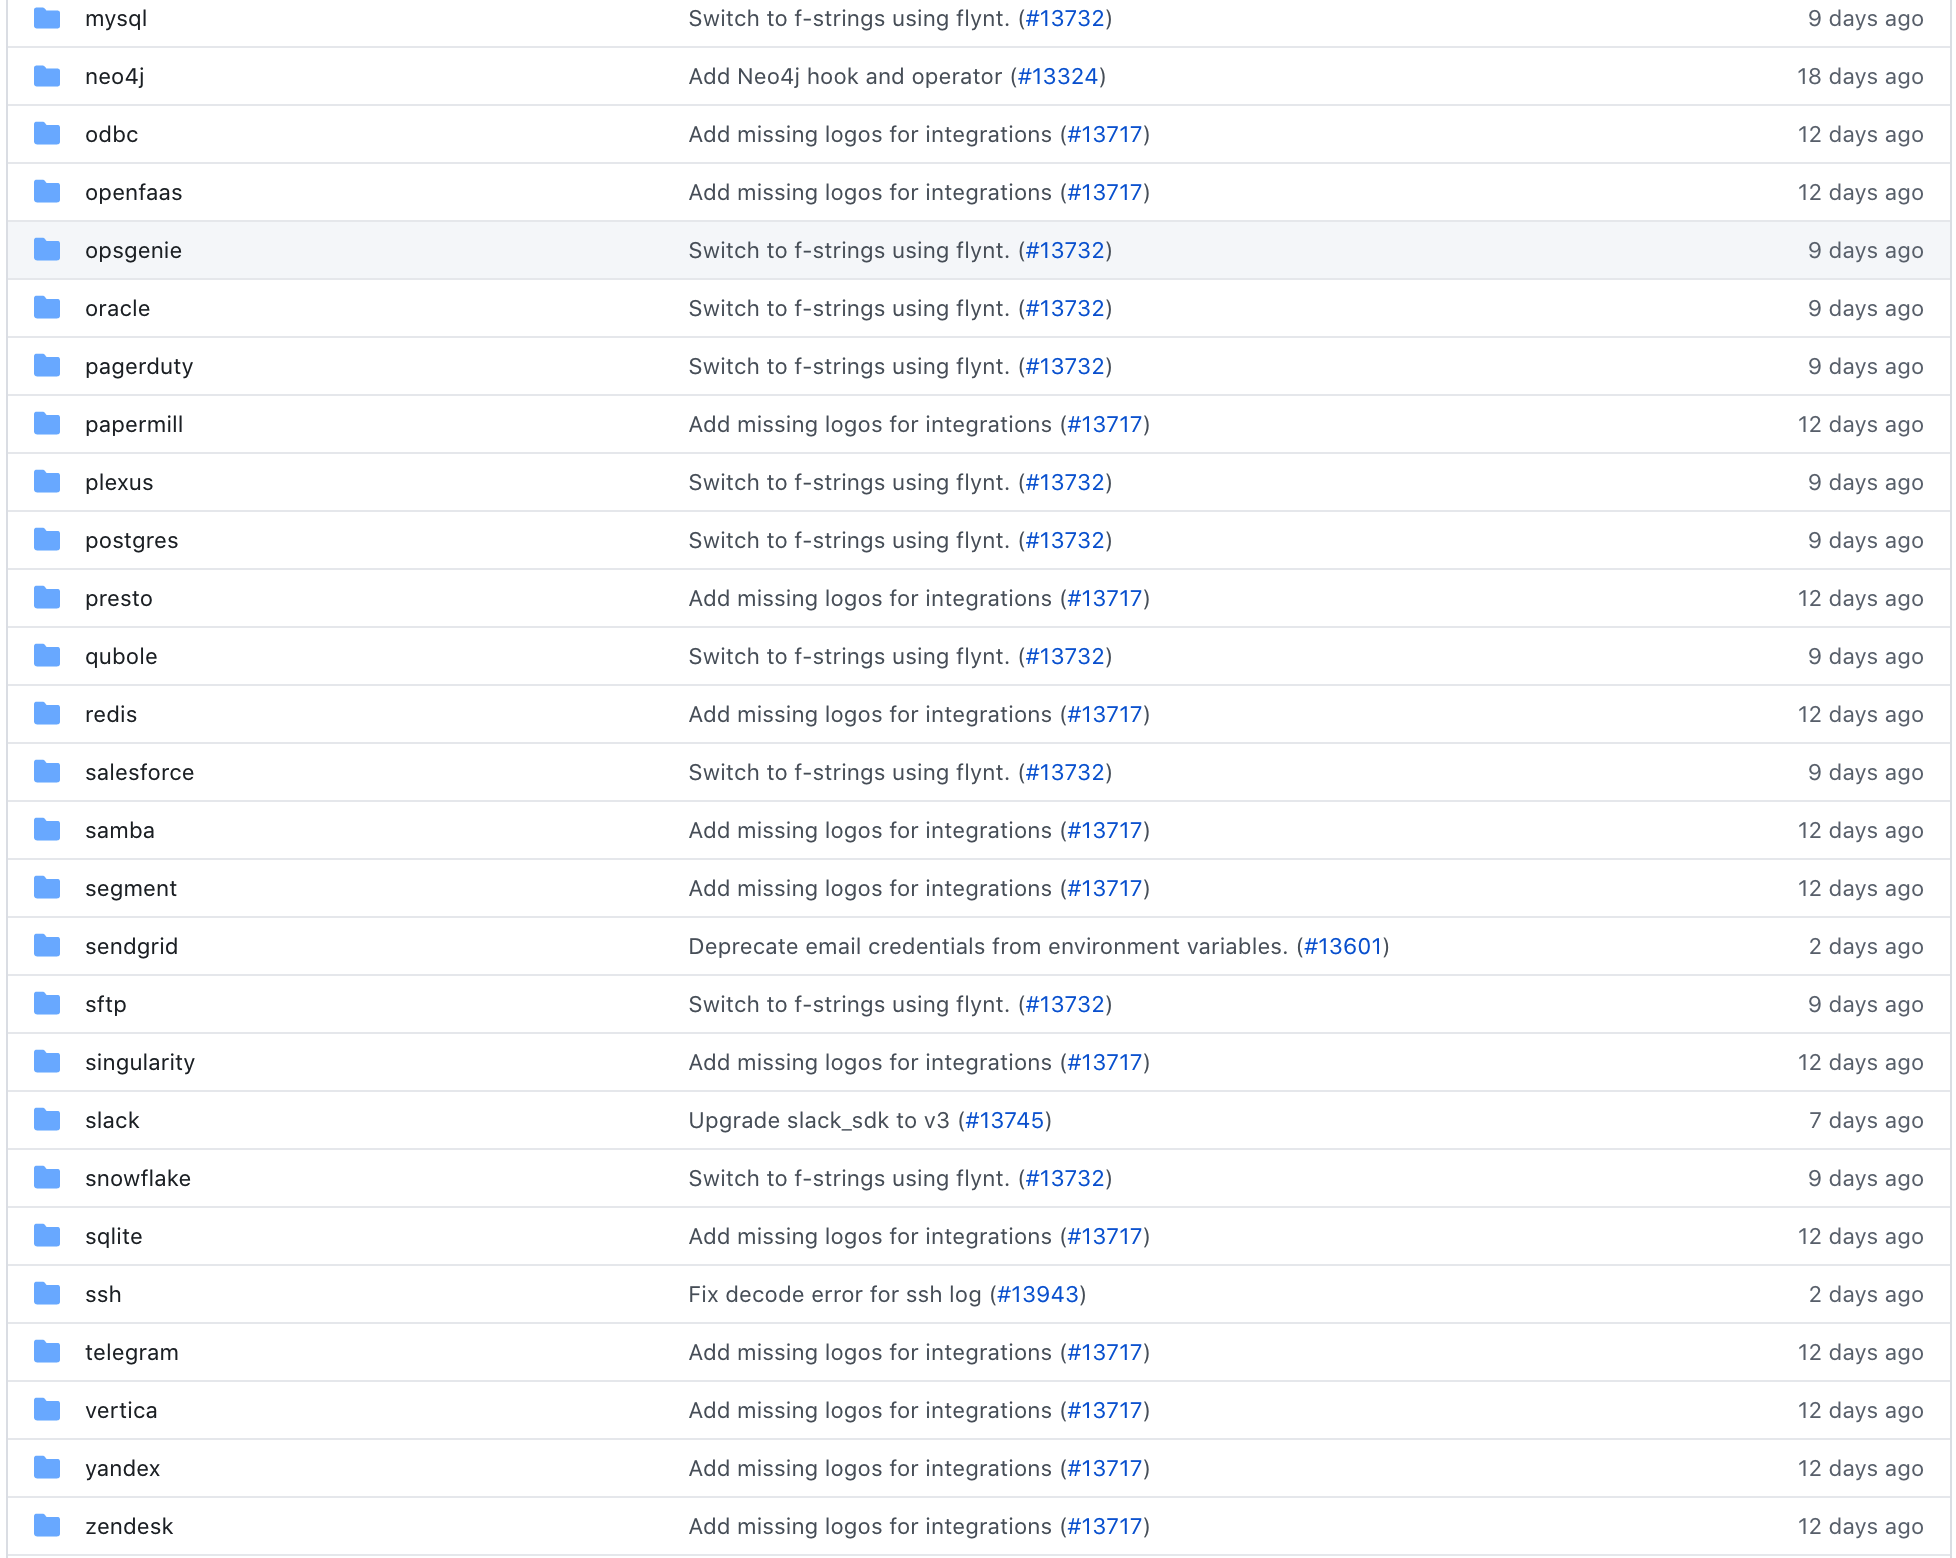 mysql Switch to f-strings using flynt. (#13732) 9 days ago
neo4j Add Neo4j hook and operator (#13324) 18 days ago
odbc Add missing logos for integrations (#13717) 12 days ago
openfaas Add missing logos for integrations (#13717) 12 days ago
opsgenie Switch to f-strings using flynt. (#13732) 9 days ago
oracle Switch to f-strings using flynt. (#13732) 9 days ago
pagerduty Switch to f-strings using flynt. (#13732) 9 days ago
papermill Add missing logos for integrations (#13717) 12 days ago
plexus Switch to f-strings using flynt. (#13732) 9 days ago
postgres Switch to f-strings using flynt. (#13732) 9 days ago
presto Add missing logos for integrations (#13717) 12 days ago
qubole Switch to f-strings using flynt. (#13732) 9 days ago
redis Add missing logos for integrations (#13717) 12 days ago
salesforce Switch to f-strings using flynt. (#13732) 9 days ago
samba Add missing logos for integrations (#13717) 12 days ago
segment Add missing logos for integrations (#13717) 12 days ago
sendgrid Deprecate email credentials from environment variables. (#13601) 2 days ago
sftp Switch to f-strings using flynt. (#13732) 9 days ago
singularity Add missing logos for integrations (#13717) 12 days ago
slack Upgrade slack_sdk to v3 (#13745) 7 days ago
snowflake Switch to f-strings using flynt. (#13732) 9 days ago
sqlite Add missing logos for integrations (#13717) 12 days ago
ssh Fix decode error for ssh log (#13943) 2 days ago
telegram Add missing logos for integrations (#13717) 12 days ago
vertica Add missing logos for integrations (#13717) 12 days ago
yandex Add missing logos for integrations (#13717) 12 days ago
zendesk Add missing logos for integrations (#13717) 12 days ago